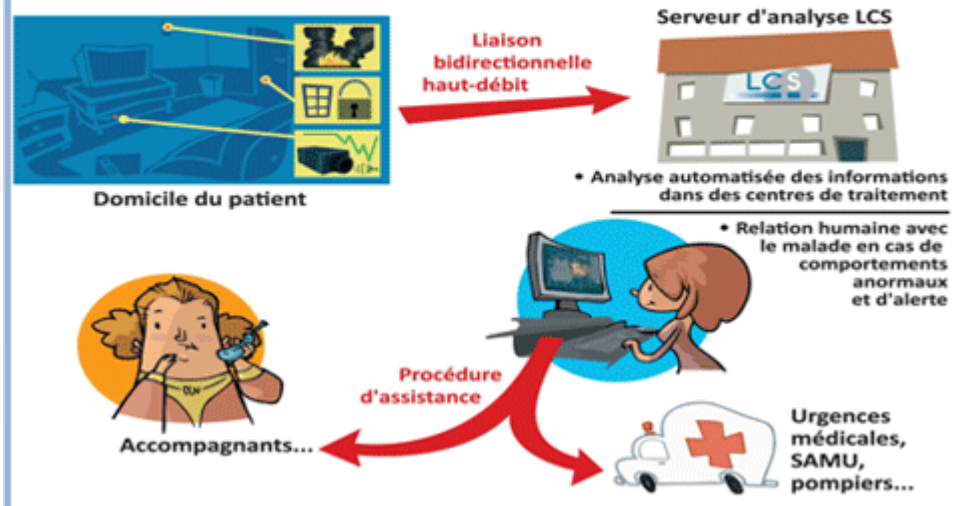 Serveur d'analyse LCS
Liaison
bidirectionnelle
haut-débit
LCS
Domicile du patient
• Analyse automatisée des informations
dans des centres de traitement
• Relation humaine avec
le malade en cas de
comportements
anormaux
et d'alerte
Procédure
d'assistance
Accompagnants...
Urgences
médicales,
SAMU,
pompiers...